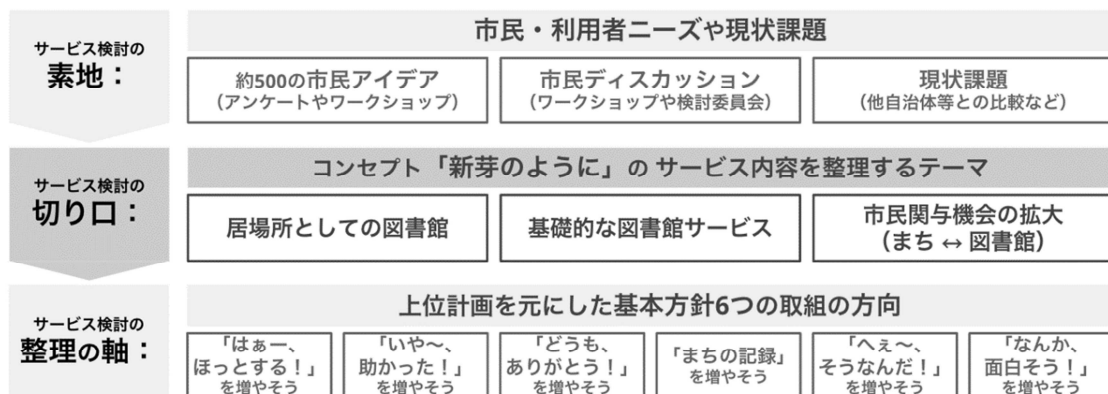 サービス検討の
素地：
市民・利用者ニーズや現状課題
約500の市民アイデア
（アンケートやワークショップ）
市民ディスカッション
（ワークショップや検討委員会）
現状課題
（他自治体等との比較など）
サービス検討の
切り口：
コンセプト「新芽のように」の サービス内容を整理するテーマ
居場所としての図書館
基礎的な図書館サービス
市民関与機会の拡大
（まち ↔ 図書館）
サービス検討の
整理の軸：
上位計画を元にした基本方針6つの取組の方向
「はぁー、
ほっとする！」
を増やそう
「いや～、
助かった！」
を増やそう
「どうも、
ありがとう！」
を増やそう
「まちの記録」
を増やそう
「へぇ～、
そうなんだ！」
を増やそう
「なんか、
面白そう！」
を増やそう